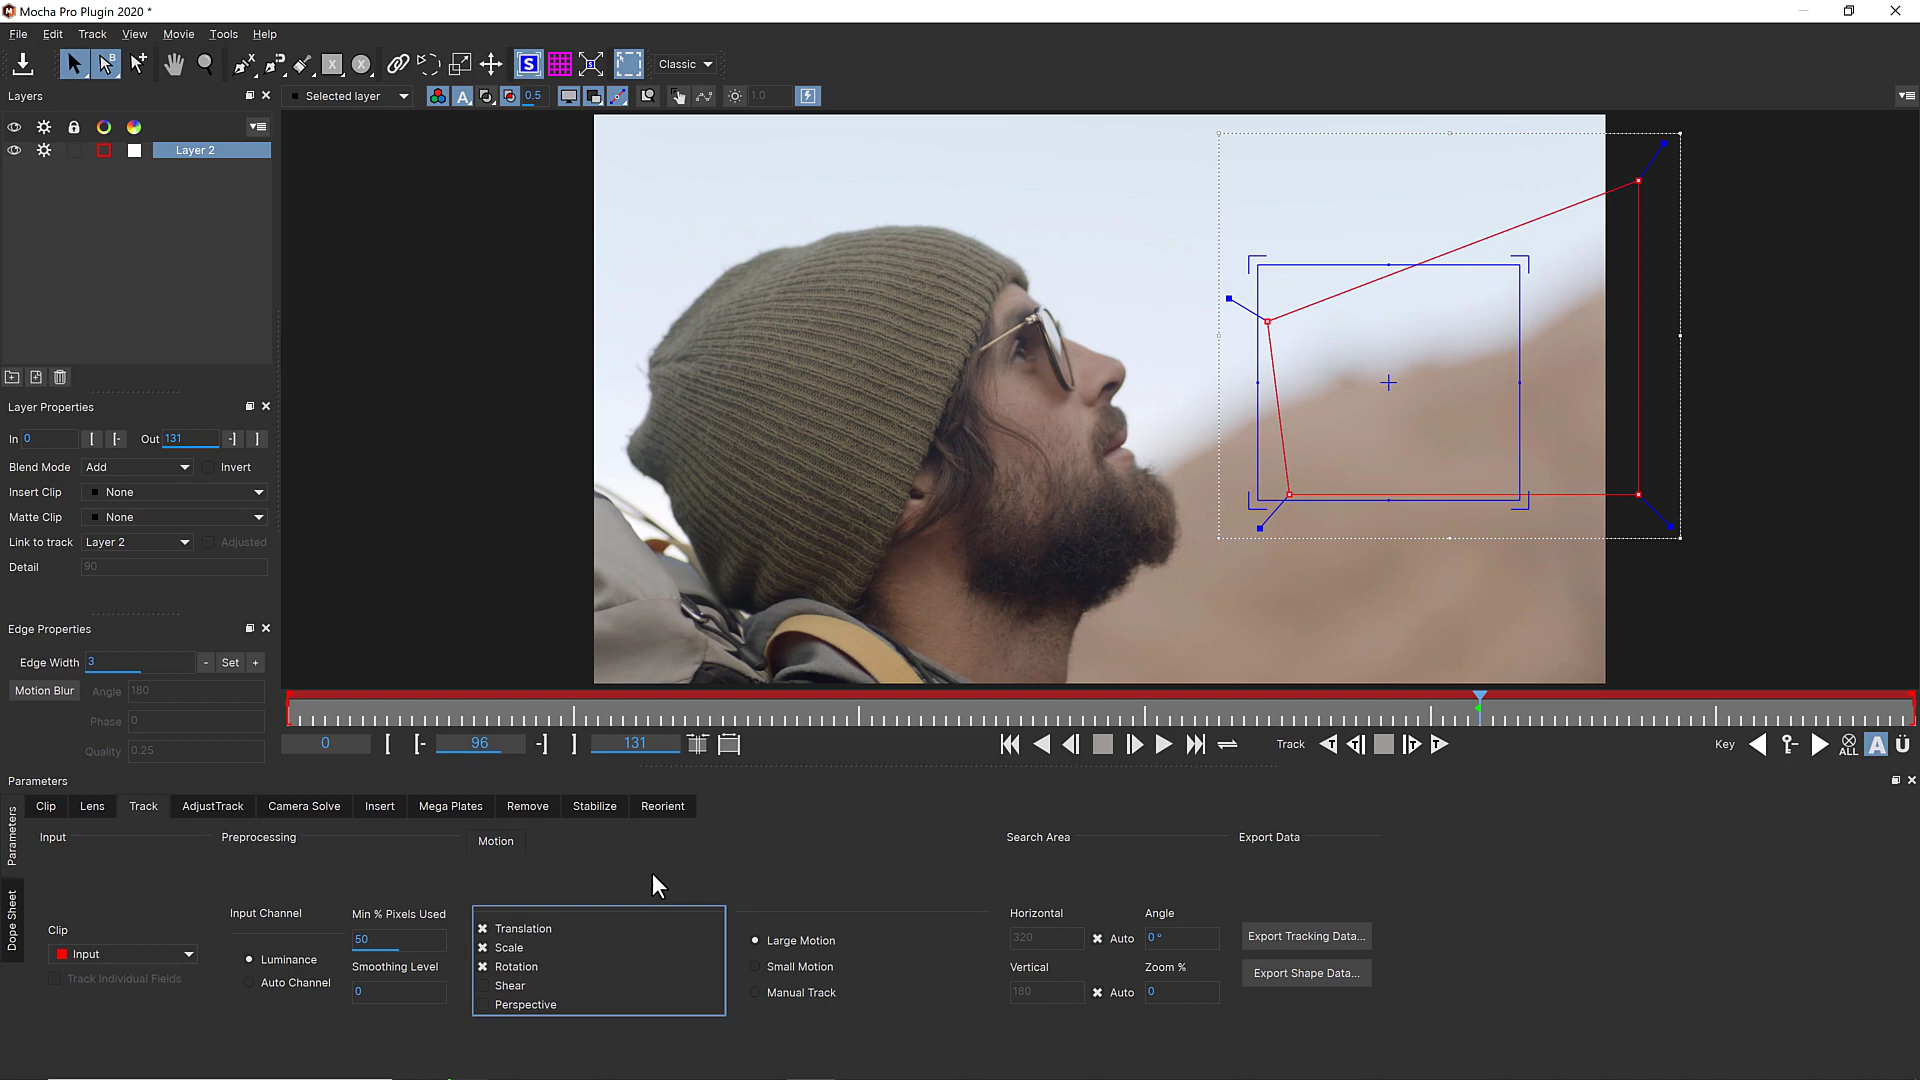 Mocha Pro Plugin 2020 *
File Edit Track View Movie Tools Help
Classic
Layers
Selected layer
A
0.5
1.0
Layer 2
Layer Properties
In 0 Out 131
Blend Mode Add Invert
Insert Clip None
Matte Clip None
Link to track Layer 2 Adjusted
Detail 90
Edge Properties
Edge Width 3 - Set +
Motion Blur Angle 180
Phase 0
Quality 0.25
0 96 131 Track Key ALL A Ü
Parameters
Parameters
Dope Sheet
Clip Lens Track AdjustTrack Camera Solve Insert Mega Plates Remove Stabilize Reorient
Input Preprocessing Motion Search Area Export Data
Clip
Input
Track Individual Fields
Input Channel
Luminance
Auto Channel
Min % Pixels Used
50
Smoothing Level
0
Translation
Scale
Rotation
Shear
Perspective
Large Motion
Small Motion
Manual Track
Horizontal Angle
320 Auto 0 °
Vertical Zoom %
180 Auto 0
Export Tracking Data...
Export Shape Data...